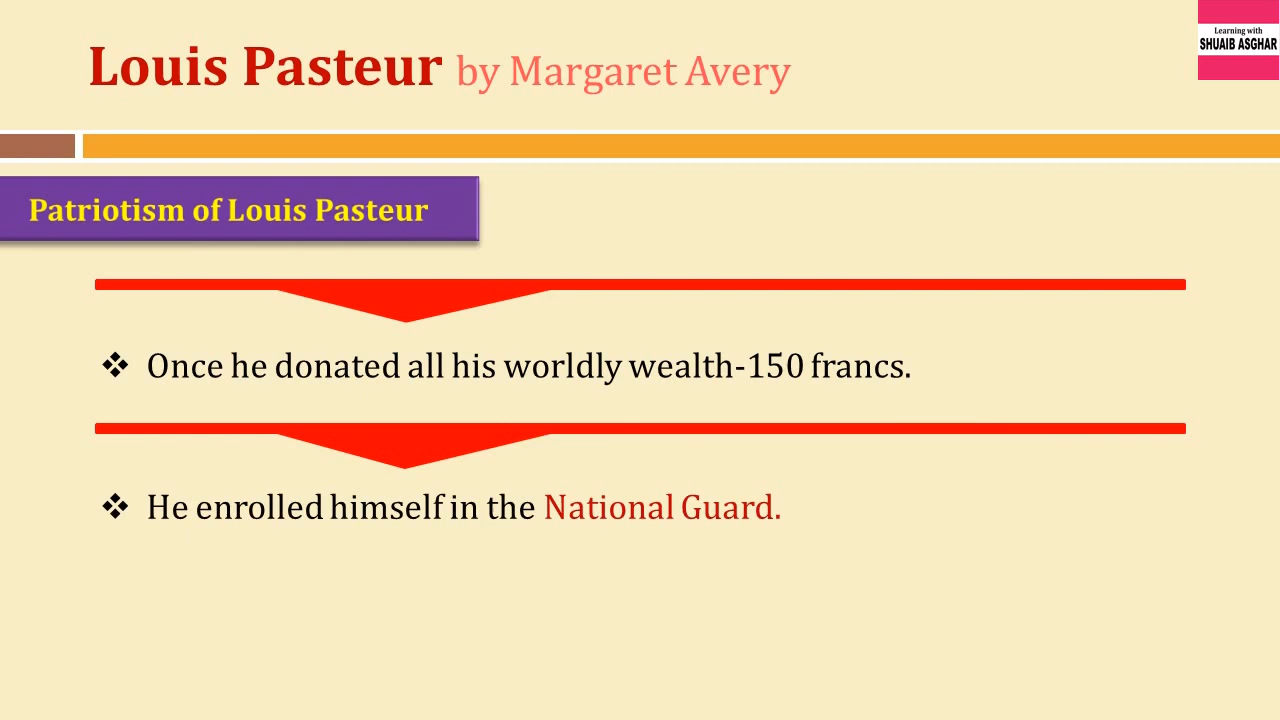 Louis Pasteur by Margaret Avery
Learning with
SHUAIB ASGHAR
Patriotism of Louis Pasteur
❖ Once he donated all his worldly wealth-150 francs.
❖ He enrolled himself in the National Guard.